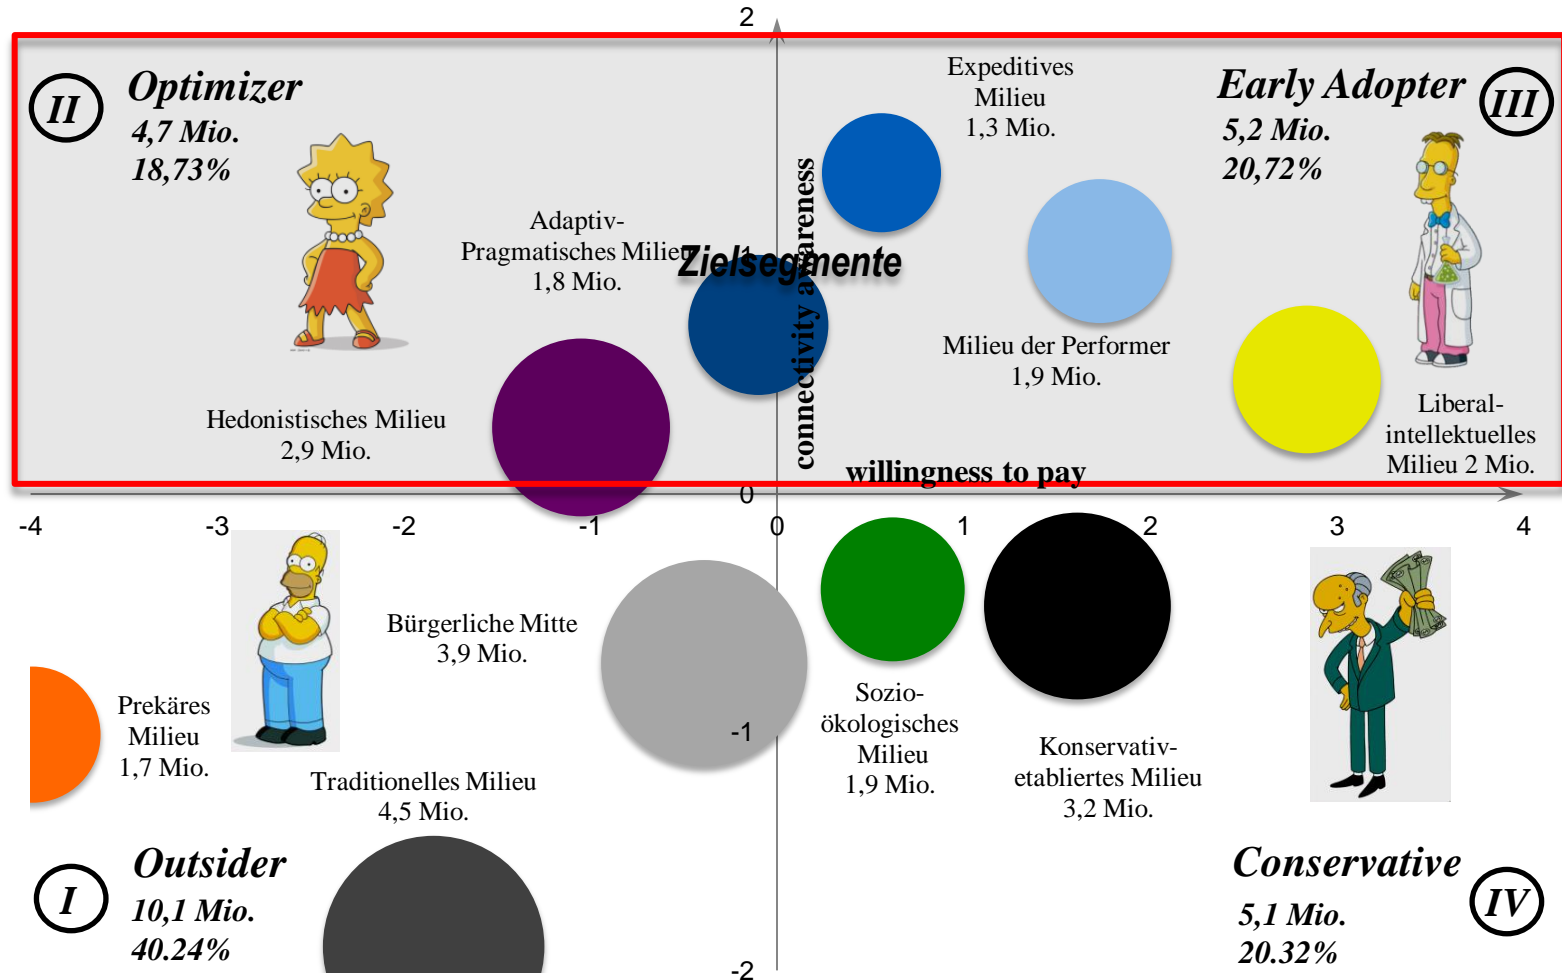 2
II
Optimizer
4,7 Mio.
18,73%
Expeditives
Milieu
1,3 Mio.
Early Adopter
5,2 Mio.
20,72%
III
Adaptiv-
Pragmatisches Milieu
1,8 Mio.
1
Zielsegmente
connectivity awareness
Milieu der Performer
1,9 Mio.
Hedonistisches Milieu
2,9 Mio.
Liberal-
intellektuelles
Milieu 2 Mio.
willingness to pay
0
-4 -3 -2 -1 0 1 2 3 4
Bürgerliche Mitte
3,9 Mio.
Prekäres
Milieu
1,7 Mio.
Sozio-
ökologisches
Milieu
1,9 Mio.
-1
Konservativ-
etabliertes Milieu
3,2 Mio.
Traditionelles Milieu
4,5 Mio.
I
Outsider
10,1 Mio.
40.24%
Conservative
5,1 Mio.
20.32%
IV
-2